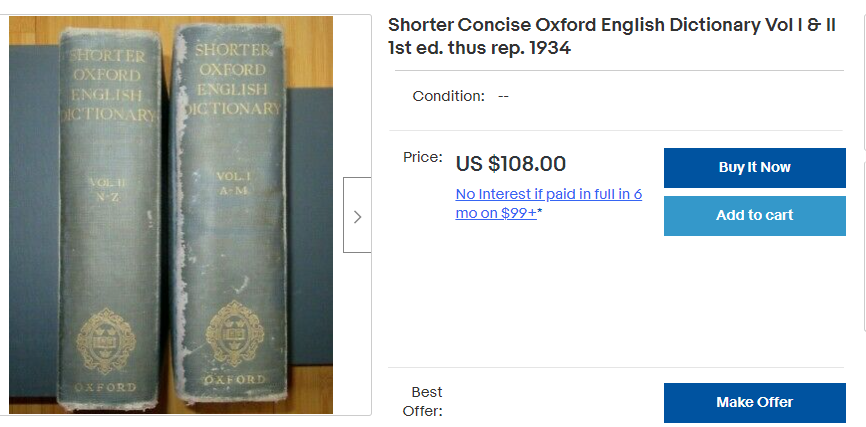 SHORTER
OXFORD
ENGLISH
DICTIONARY
VOL. II
N-Z
OXFORD
SHORTER
OXFORD
ENGLISH
DICTIONARY
VOL. I
A-M
OXFORD
Shorter Concise Oxford English Dictionary Vol I & II
1st ed. thus rep. 1934
Condition: --
Price: US $108.00
Buy It Now
No Interest if paid in full in 6
mo on $99+*
Add to cart
Best
Offer:
Make Offer